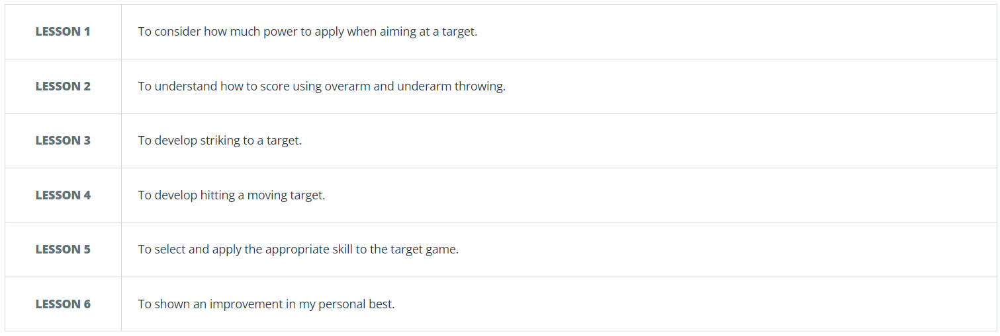 LESSON 1 To consider how much power to apply when aiming at a target.
LESSON 2 To understand how to score using overarm and underarm throwing.
LESSON 3 To develop striking to a target.
LESSON 4 To develop hitting a moving target.
LESSON 5 To select and apply the appropriate skill to the target game.
LESSON 6 To shown an improvement in my personal best.